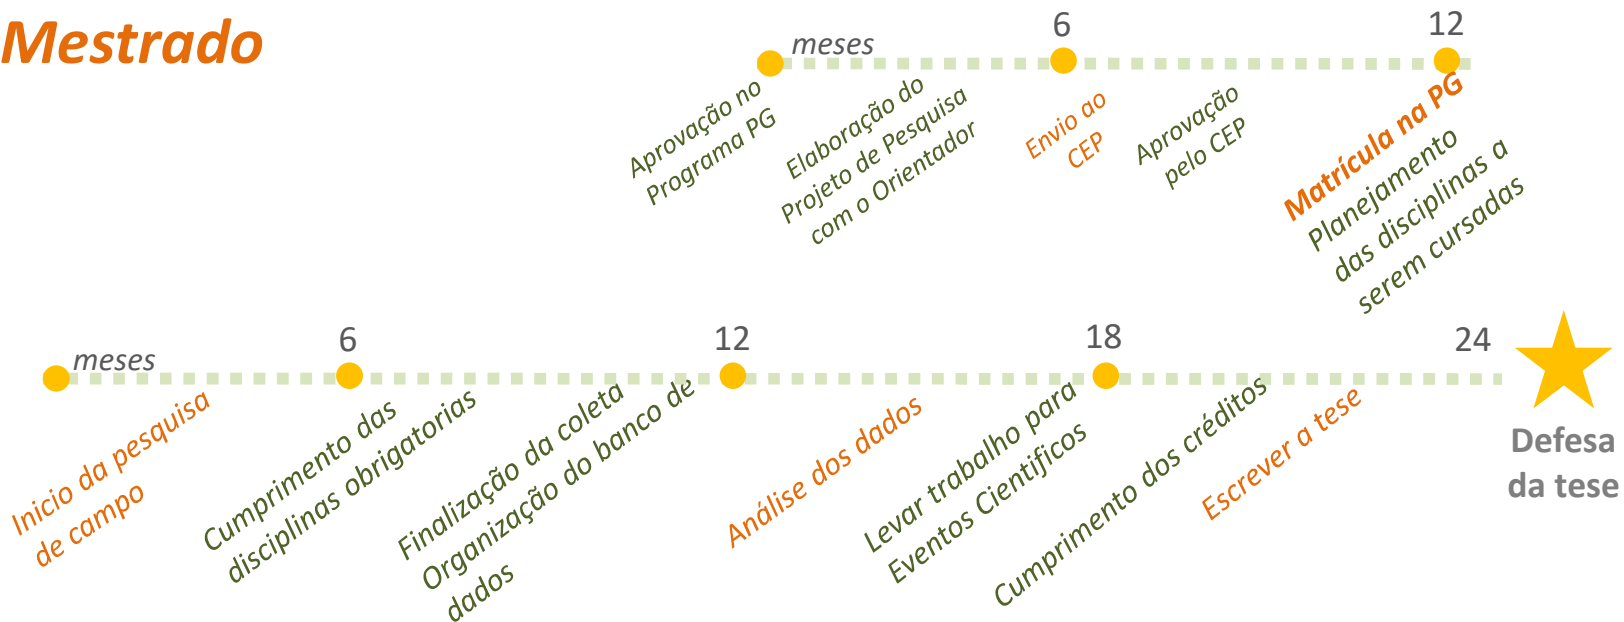 Mestrado
meses
6
12
Aprovação no
Programa PG
Elaboração do
Projeto de Pesquisa
com o Orientador
Envio ao
CEP
Aprovação
pelo CEP
Matrícula na PG
Planejamento
das disciplinas a
serem cursadas
meses
6
12
18
24
Inicio da pesquisa
de campo
Cumprimento das
disciplinas obrigatorias
Finalização da coleta
Organização do banco de
dados
Análise dos dados
Levar trabalho para
Eventos Cientificos
Cumprimento dos créditos
Escrever a tese
Defesa
da tese